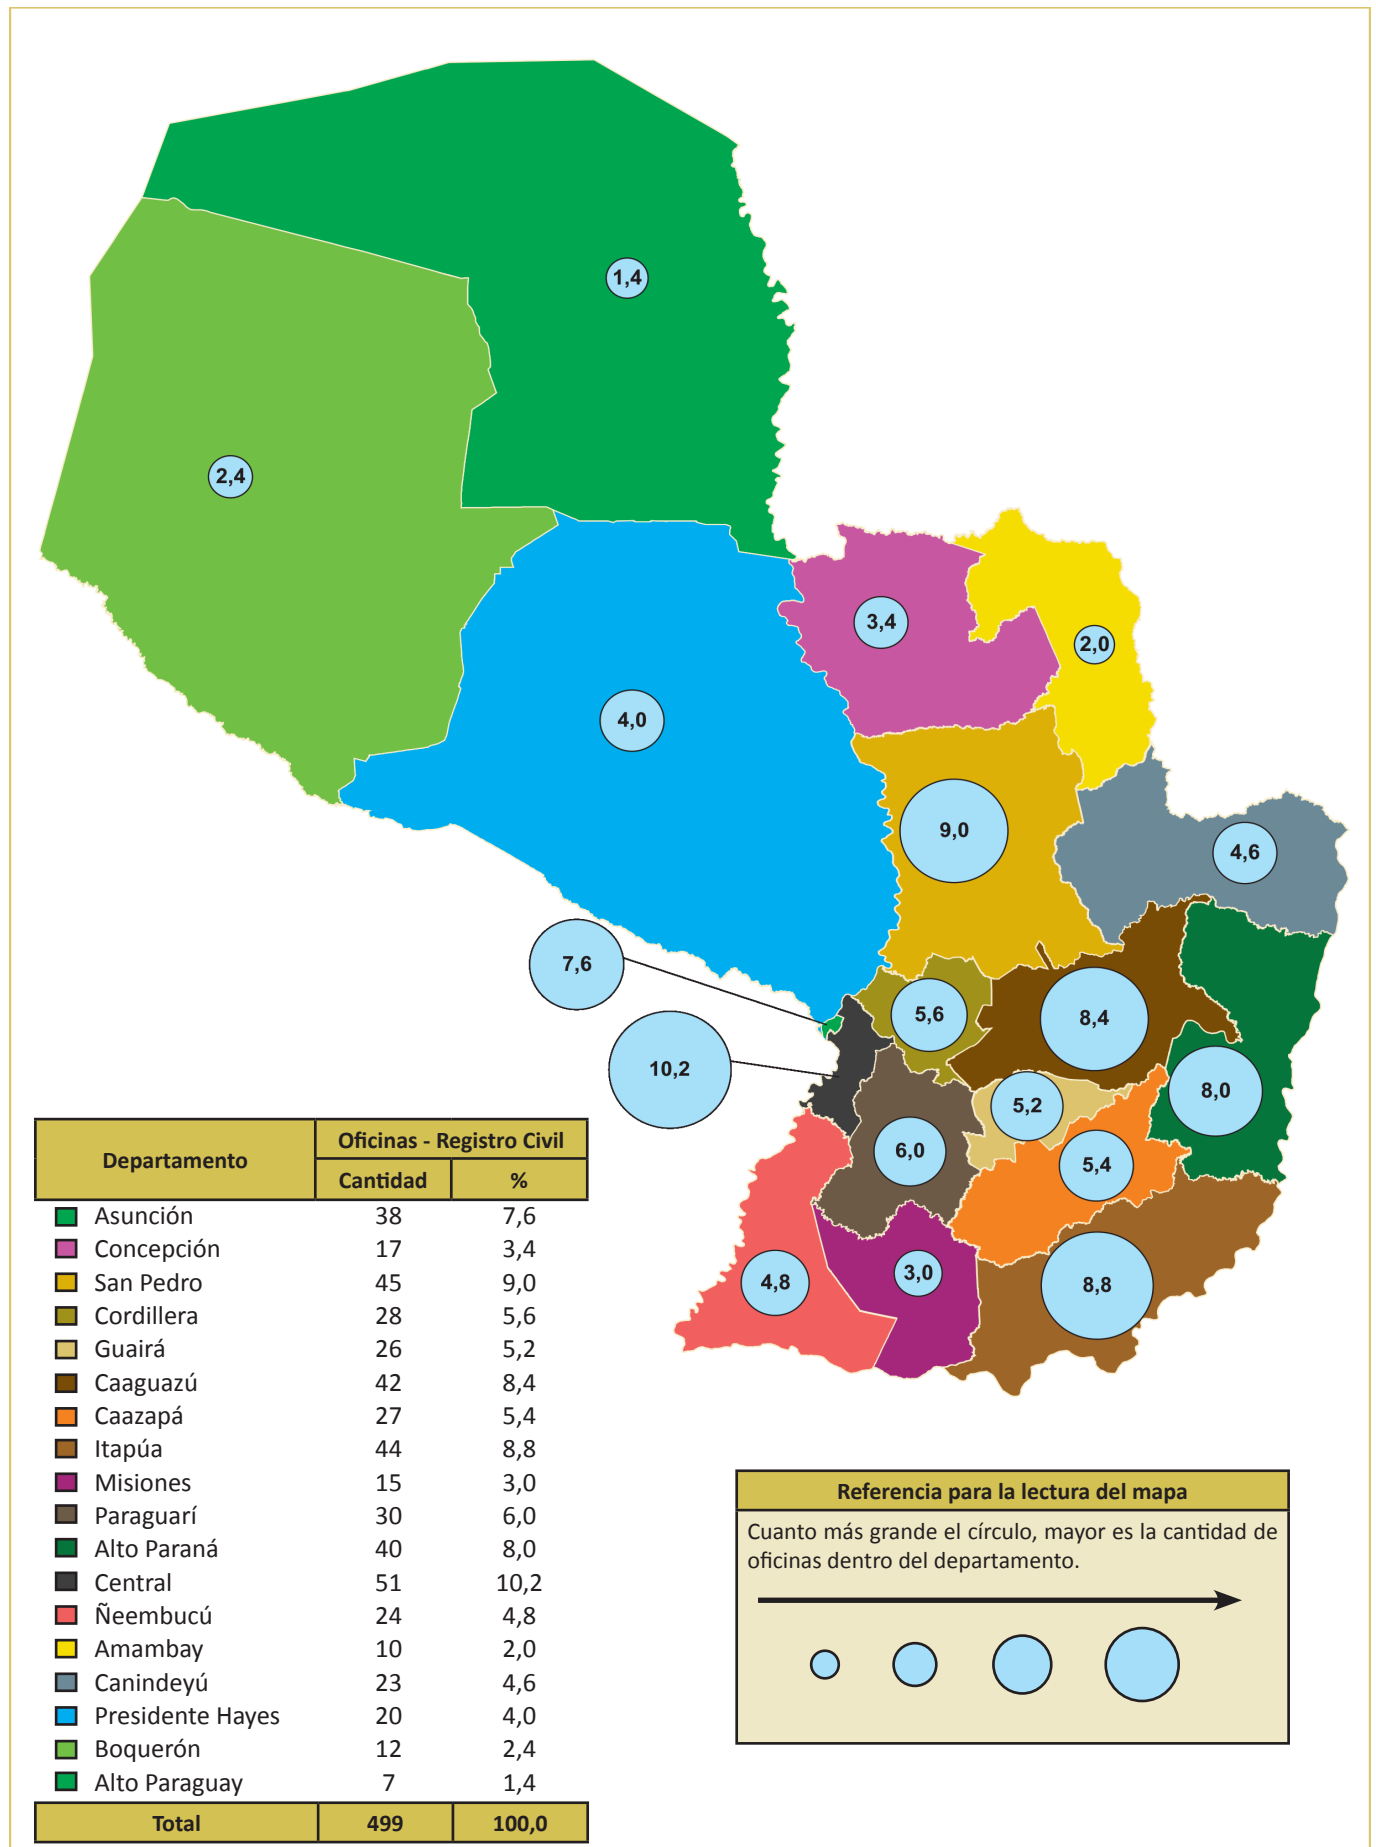 1,4
2,4
3,4
2,0
4,0
9,0
4,6
7,6
5,6
8,4
10,2
8,0
5,2
6,0
5,4
4,8
3,0
8,8
Departamento
Oficinas - Registro Civil
Cantidad %
Asunción 38 7,6
Concepción 17 3,4
San Pedro 45 9,0
Cordillera 28 5,6
Guairá 26 5,2
Caaguazú 42 8,4
Caazapá 27 5,4
Itapúa 44 8,8
Misiones 15 3,0
Paraguarí 30 6,0
Alto Paraná 40 8,0
Central 51 10,2
Ñeembucú 24 4,8
Amambay 10 2,0
Canindeyú 23 4,6
Presidente Hayes 20 4,0
Boquerón 12 2,4
Alto Paraguay 7 1,4
Total 499 100,0
Referencia para la lectura del mapa
Cuanto más grande el círculo, mayor es la cantidad de
oficinas dentro del departamento.